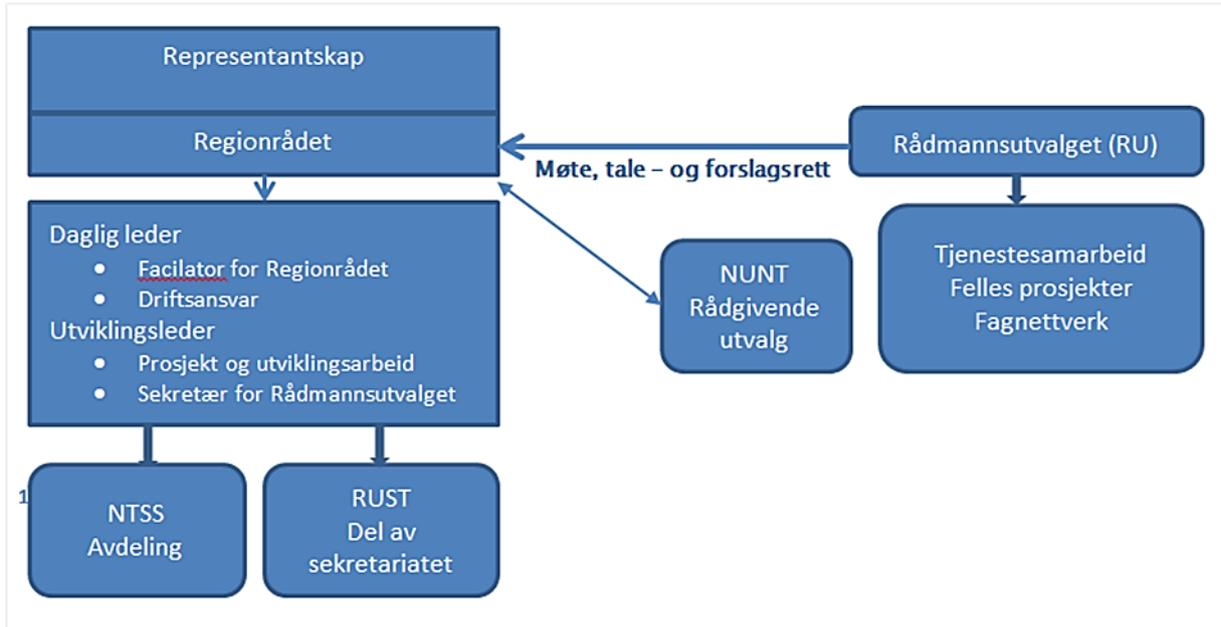 Representantskap
Regionrådet
Rådmannsutvalget (RU)
Møte, tale – og forslagsrett
Daglig leder
• Facilator for Regionrådet
• Driftsansvar
Utviklingsleder
• Prosjekt og utviklingsarbeid
• Sekretær for Rådmannsutvalget
NUNT
Rådgivende
utvalg
Tjenestesamarbeid
Felles prosjekter
Fagnettverk
1
NTSS
Avdeling
RUST
Del av
sekretariatet